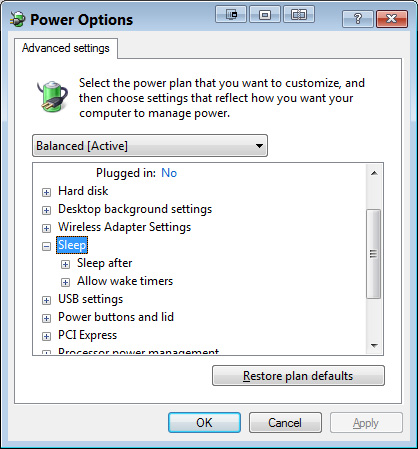 Power Options
Advanced settings
Select the power plan that you want to customize, and
then choose settings that reflect how you want your
computer to manage power.
Balanced [Active]
Plugged in: No
Hard disk
Desktop background settings
Wireless Adapter Settings
Sleep
Sleep after
Allow wake timers
USB settings
Power buttons and lid
PCI Express
Processor power management
Restore plan defaults
OK
Cancel
Apply